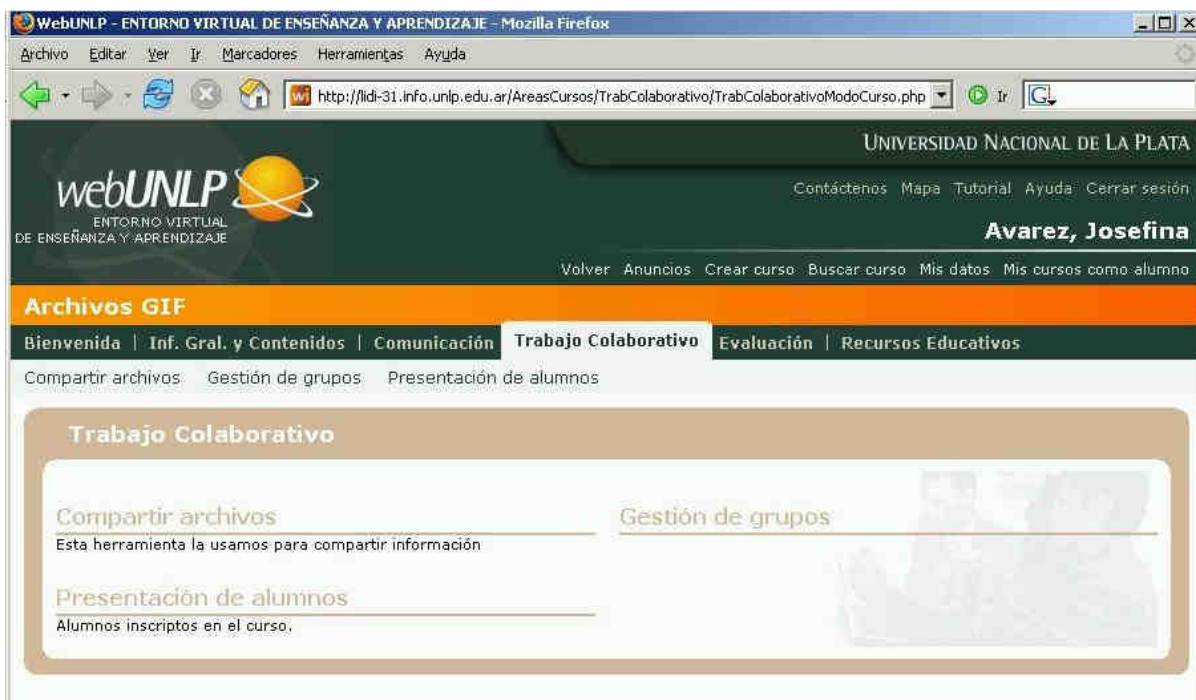 WebUNLP - ENTORNO VIRTUAL DE ENSEÑANZA Y APRENDIZAJE - Mozilla Firefox
Archivo Editar Ver Ir Marcadores Herramientas Ayuda
http://lidi-31.info.unlp.edu.ar/AreasCursos/TrabColaborativo/TrabColaborativoModoCurso.php Ir G
UNIVERSIDAD NACIONAL DE LA PLATA
webUNLP
ENTORNO VIRTUAL
DE ENSEÑANZA Y APRENDIZAJE
Contáctenos Mapa Tutorial Ayuda Cerrar sesión
Avarez, Josefina
Volver Anuncios Crear curso Buscar curso Mis datos Mis cursos como alumno
Archivos GIF
Bienvenida | Inf. Gral. y Contenidos | Comunicación Trabajo Colaborativo Evaluación | Recursos Educativos
Compartir archivos Gestión de grupos Presentación de alumnos
Trabajo Colaborativo
Compartir archivos
Esta herramienta la usamos para compartir información
Gestión de grupos
Presentación de alumnos
Alumnos inscriptos en el curso.